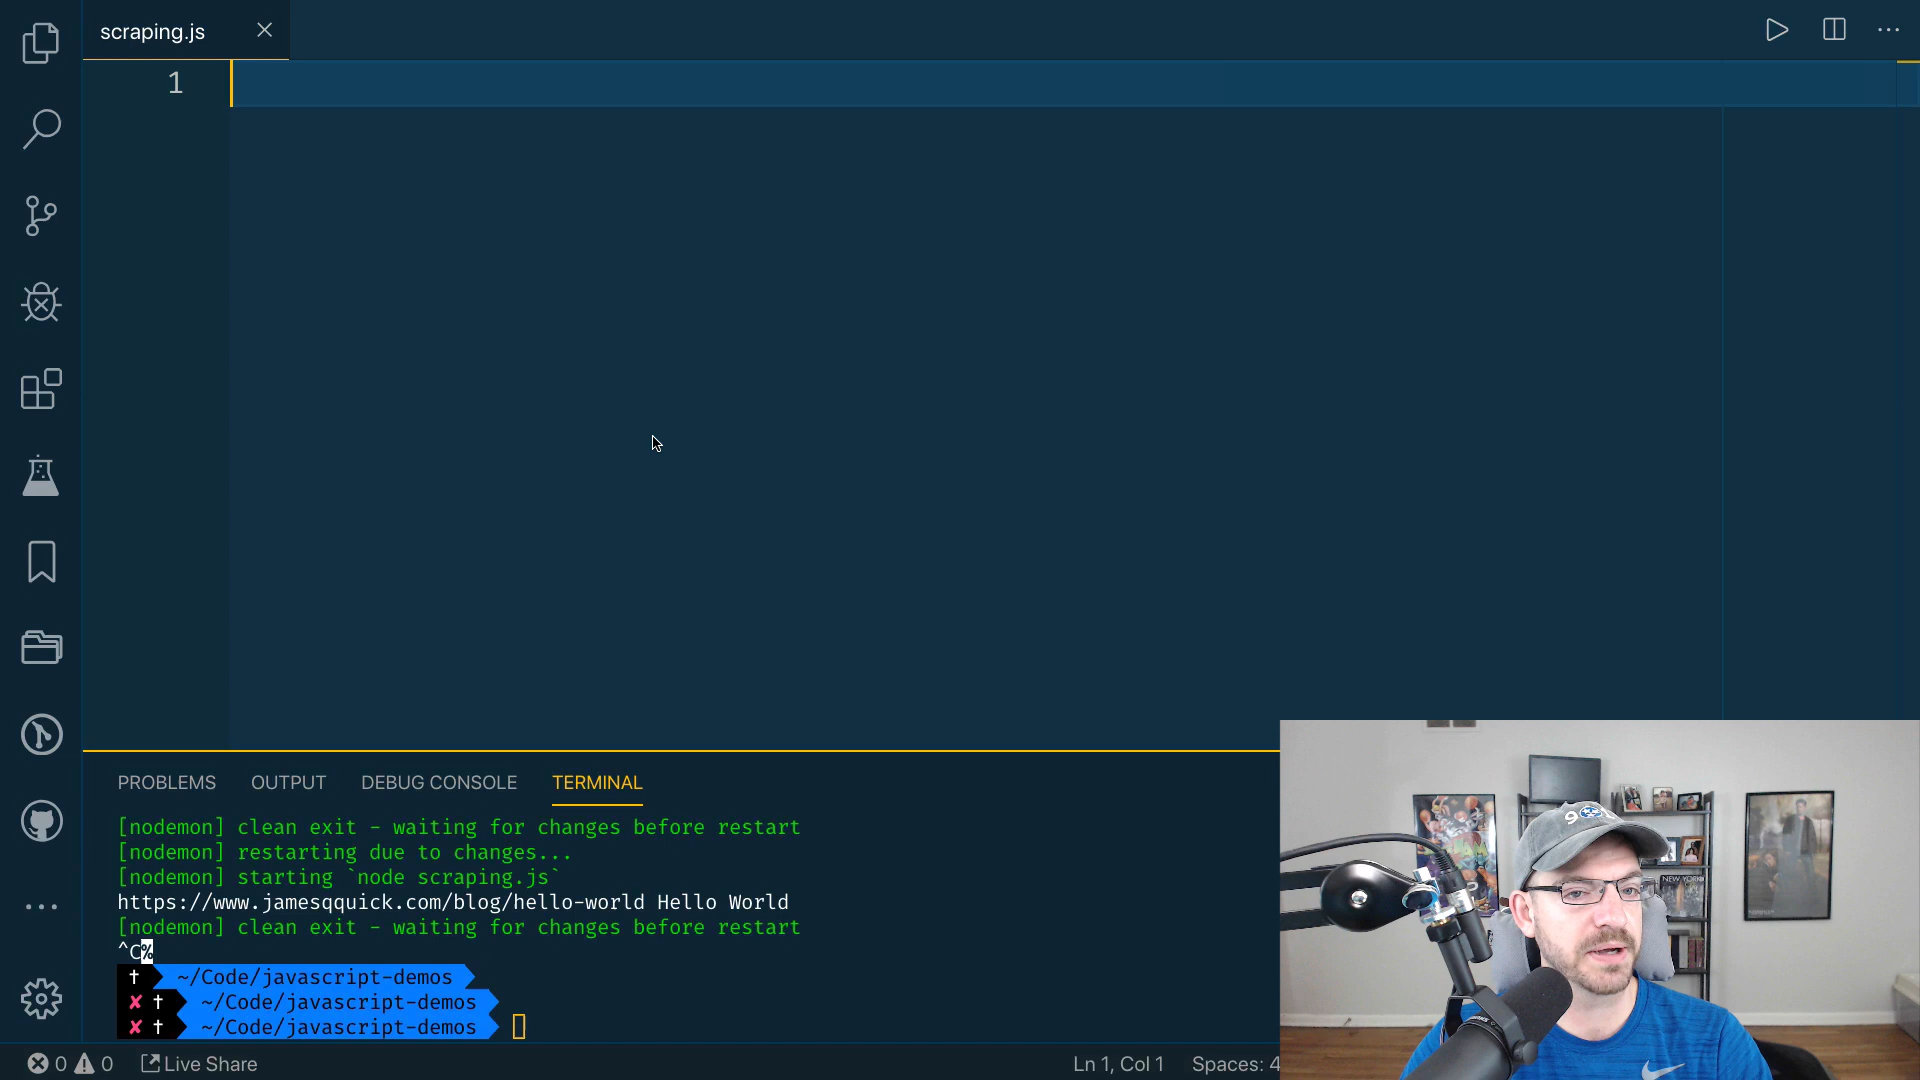 scraping.js
1
PROBLEMS OUTPUT DEBUG CONSOLE TERMINAL
[nodemon] clean exit - waiting for changes before restart
[nodemon] restarting due to changes...
[nodemon] starting `node scraping.js`
https://www.jamesqquick.com/blog/hello-world Hello World
[nodemon] clean exit - waiting for changes before restart
^C%
† ~/Code/javascript-demos
✘ † ~/Code/javascript-demos
✘ † ~/Code/javascript-demos
0 0 Live Share Ln 1, Col 1 Spaces: 4
NEW YORK